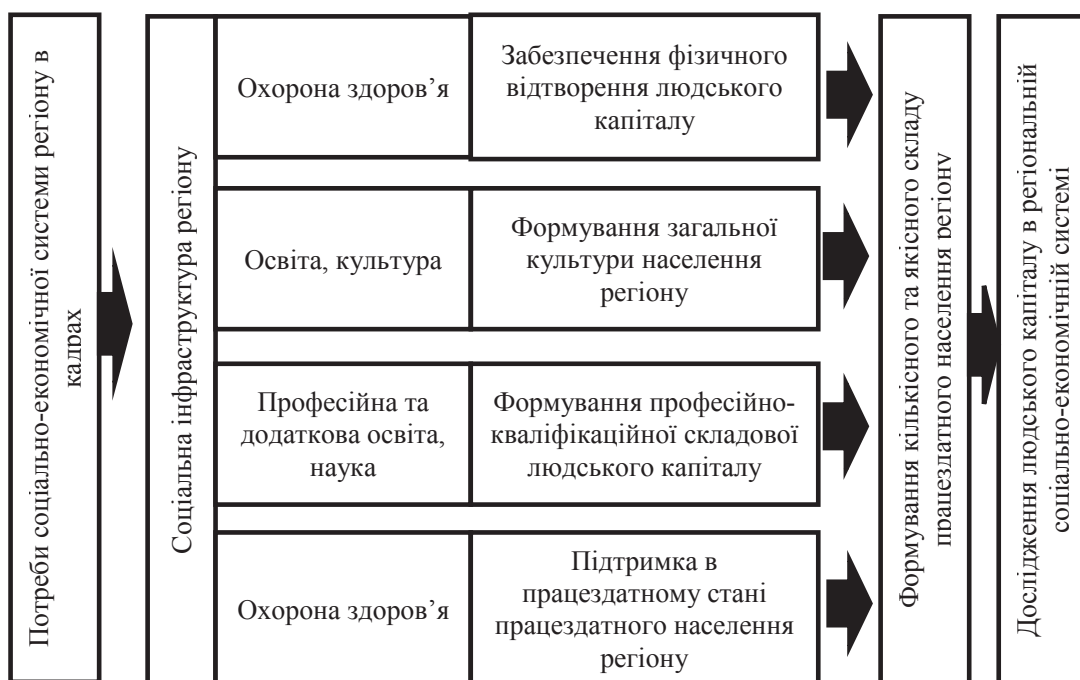 Потреби соціально-економічної системи регіону в
кадрах
Соціальна інфраструктура регіону
Охорона здоров’я
Забезпечення фізичного
відтворення людського
капіталу
Освіта, культура
Формування загальної
культури населення
регіону
Професійна та
додаткова освіта,
наука
Формування професійно-
кваліфікаційної складової
людського капіталу
Охорона здоров’я
Підтримка в
працездатному стані
працездатного населення
регіону
Формування кількісного та якісного складу
працездатного населення регіону
Дослідження людського капіталу в регіональній
соціально-економічній системі